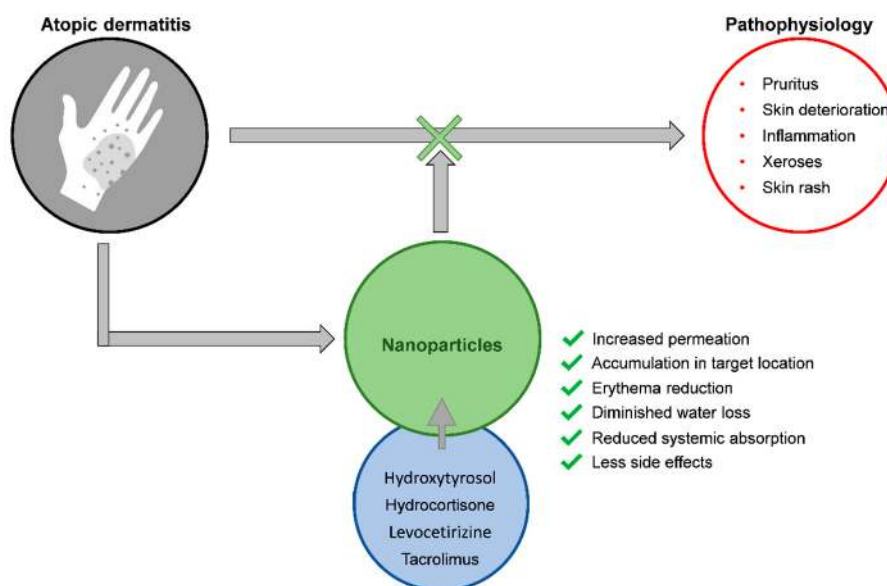 Atopic dermatitis
Pathophysiology
• Pruritus
• Skin deterioration
• Inflammation
• Xeroses
• Skin rash
Nanoparticles
Increased permeation
Accumulation in target location
Erythema reduction
Diminished water loss
Reduced systemic absorption
Less side effects
Hydroxytyrosol
Hydrocortisone
Levocetirizine
Tacrolimus